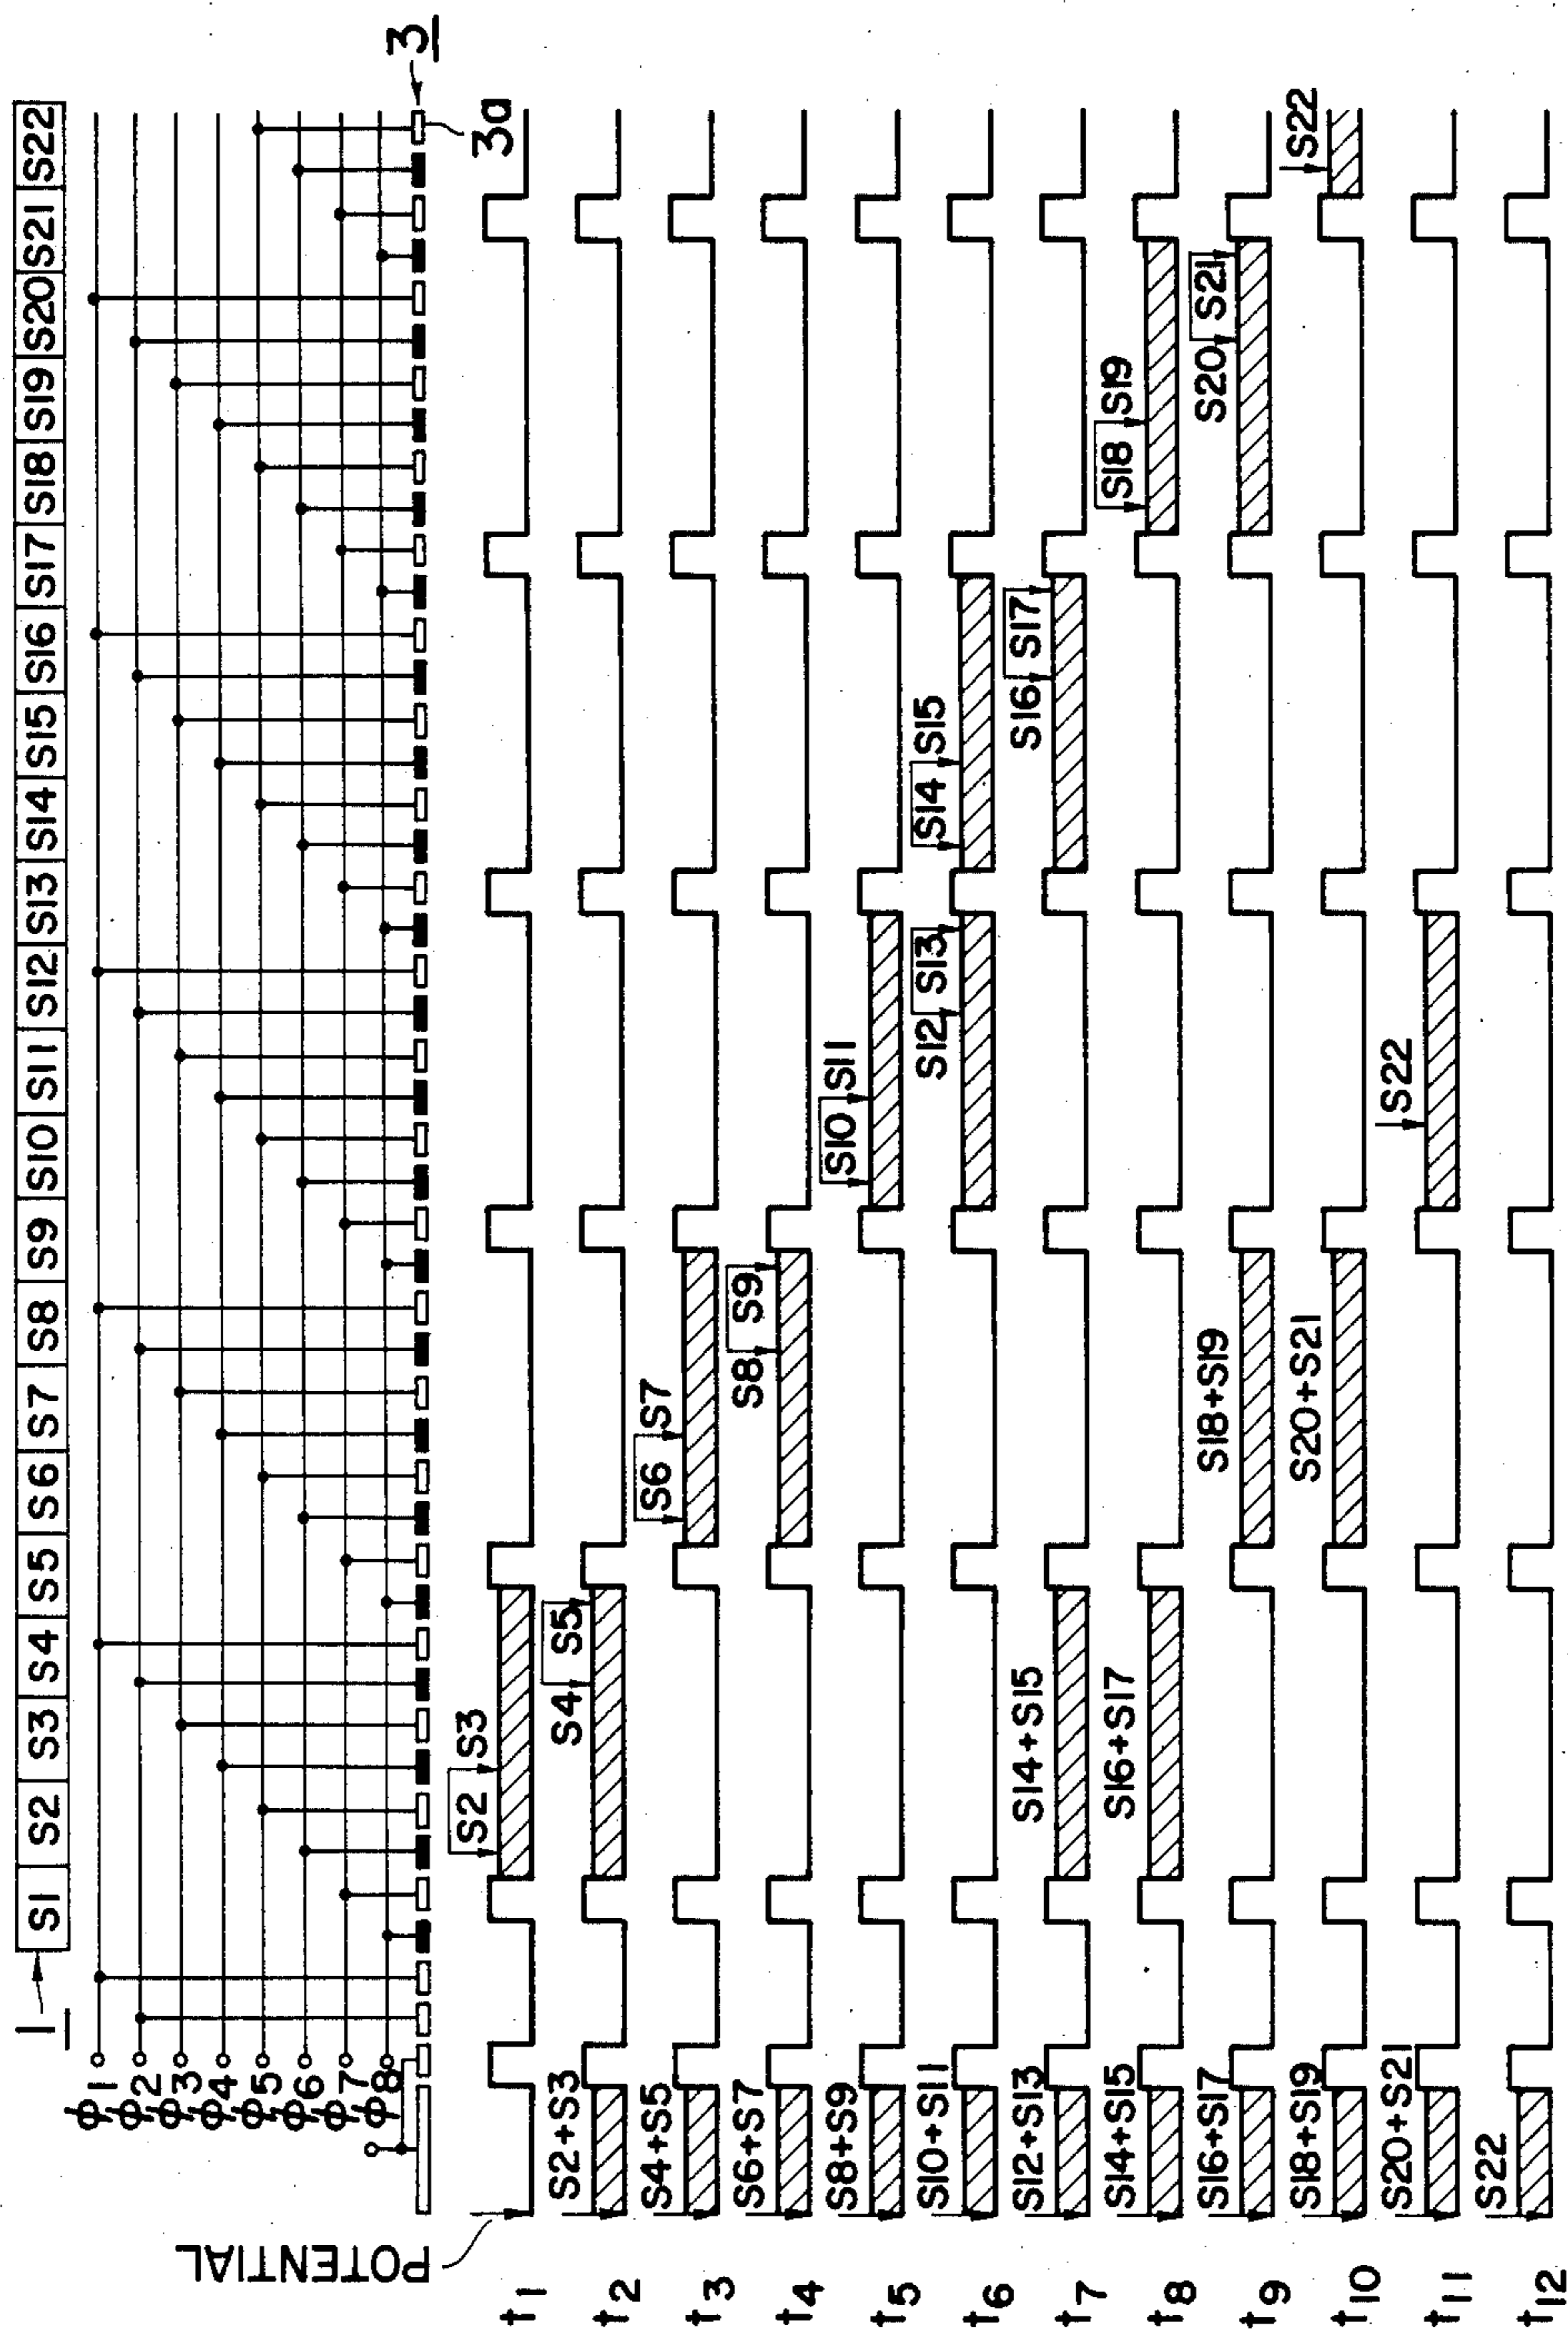 1
S1 S2 S3 S4 S5 S6 S7 S8 S9 S10 S11 S12 S13 S14 S15 S16 S17 S18 S19 S20 S21 S22
ϕ1
ϕ2
ϕ3
ϕ4
ϕ5
ϕ6
ϕ7
ϕ8
3
3a
POTENTIAL
t1 S2 S3
t2 S2+S3 S4 S5
t3 S4+S5 S6 S7
t4 S6+S7 S8 S9
t5 S8+S9 S10 S11
t6 S10+S11 S12 S13 S14 S15
t7 S12+S13 S14+S15 S16 S17
t8 S14+S15 S16+S17 S18 S19
t9 S16+S17 S18+S19 S20 S21
t10 S18+S19 S20+S21 S22
t11 S20+S21 S22
t12 S22